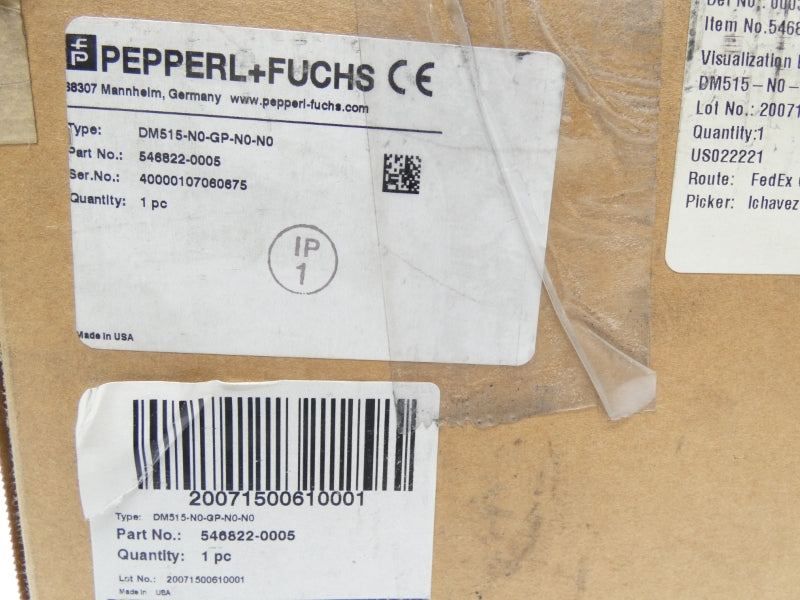 PEPPERL+FUCHS CE
68307 Mannheim, Germany www.pepperl-fuchs.com
Type: DM515-N0-GP-N0-N0
Part No.: 546822-0005
Ser.No.: 40000107060675
Quantity: 1 pc
IP
1
Made in USA
20071500610001
Type: DM515-N0-GP-N0-N0
Part No.: 546822-0005
Quantity: 1 pc
Lot No.: 20071500610001
Made in USA
Del No.:
Item No.5468
Visualization
DM515-N0-
Lot No.: 20071
Quantity:1
US022221
Route: FedEx
Picker: lchavez